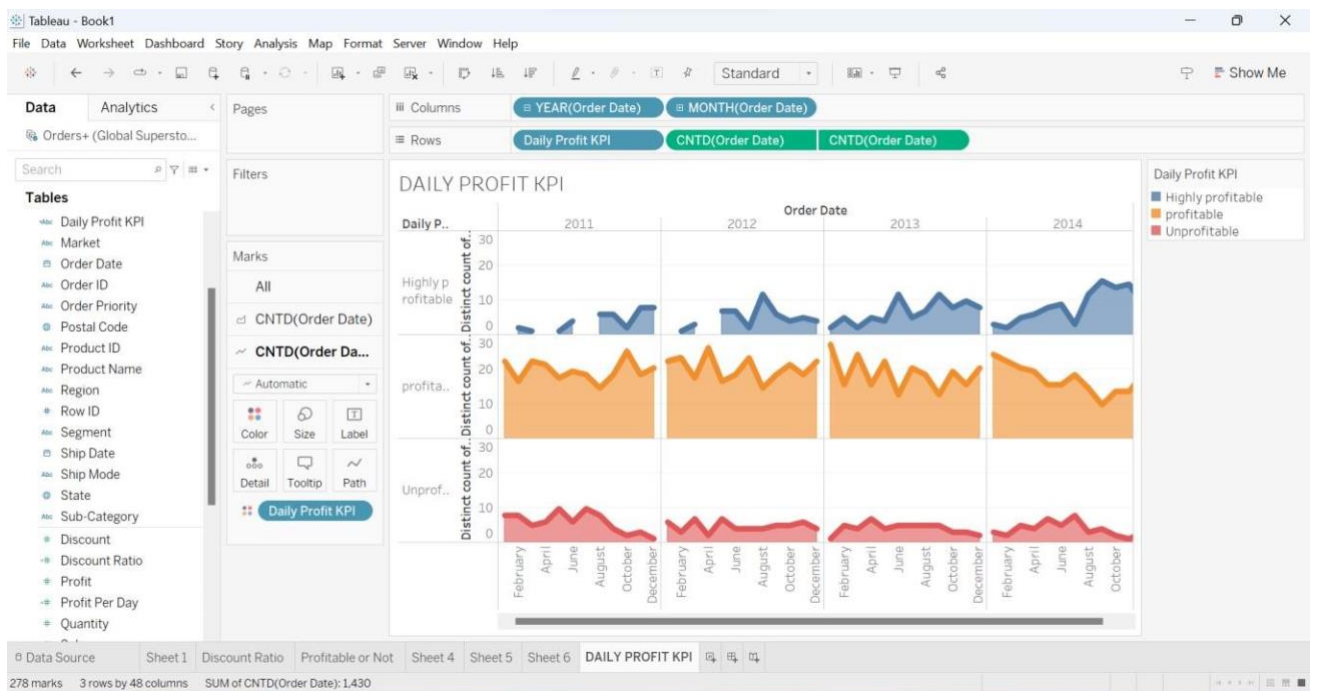 Tableau - Book1
File Data Worksheet Dashboard Story Analysis Map Format Server Window Help
Standard
Show Me
Data Analytics
Orders+ (Global Supersto...
Search
Tables
Abc Daily Profit KPI
Abc Market
Order Date
Abc Order ID
Abc Order Priority
Postal Code
Abc Product ID
Abc Product Name
Abc Region
# Row ID
Abc Segment
Ship Date
Abc Ship Mode
State
Abc Sub-Category
# Discount
# Discount Ratio
# Profit
# Profit Per Day
# Quantity
Pages
Filters
Marks
All
CNTD(Order Date)
CNTD(Order Da...
Automatic
Color Size Label
Detail Tooltip Path
Daily Profit KPI
Columns YEAR(Order Date) MONTH(Order Date)
Rows Daily Profit KPI CNTD(Order Date) CNTD(Order Date)
DAILY PROFIT KPI
Order Date
Daily P.. 2011 2012 2013 2014
Highly p
rofitable
Distinct count of..
30
20
10
0
profita..
Distinct count of..
30
20
10
0
Unprof..
Distinct count of..
30
20
10
0
February April June August October December February April June August October December February April June August October December February April June August October
Daily Profit KPI
Highly profitable
profitable
Unprofitable
Data Source Sheet 1 Discount Ratio Profitable or Not Sheet 4 Sheet 5 Sheet 6 DAILY PROFIT KPI
278 marks 3 rows by 48 columns SUM of CNTD(Order Date): 1,430